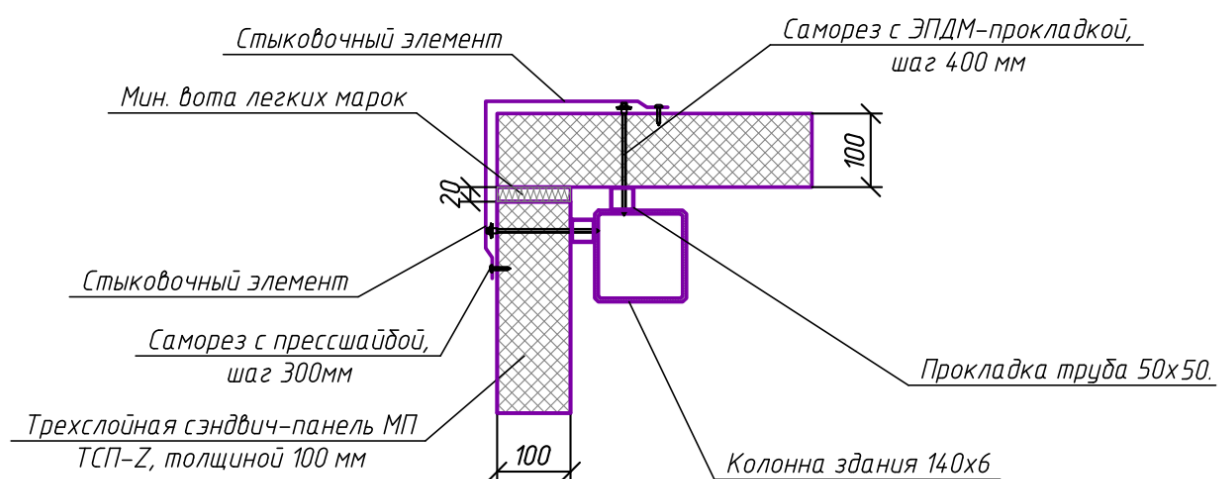 Стыковочный элемент
Саморез с ЭПДМ-прокладкой,
шаг 400 мм
Мин. вота легких марок
100
20
Стыковочный элемент
Саморез с прессшайбой,
шаг 300мм
Прокладка труба 50х50.
Трехслойная сэндвич-панель МП
ТСП-Z, толщиной 100 мм
100
Колонна здания 140х6